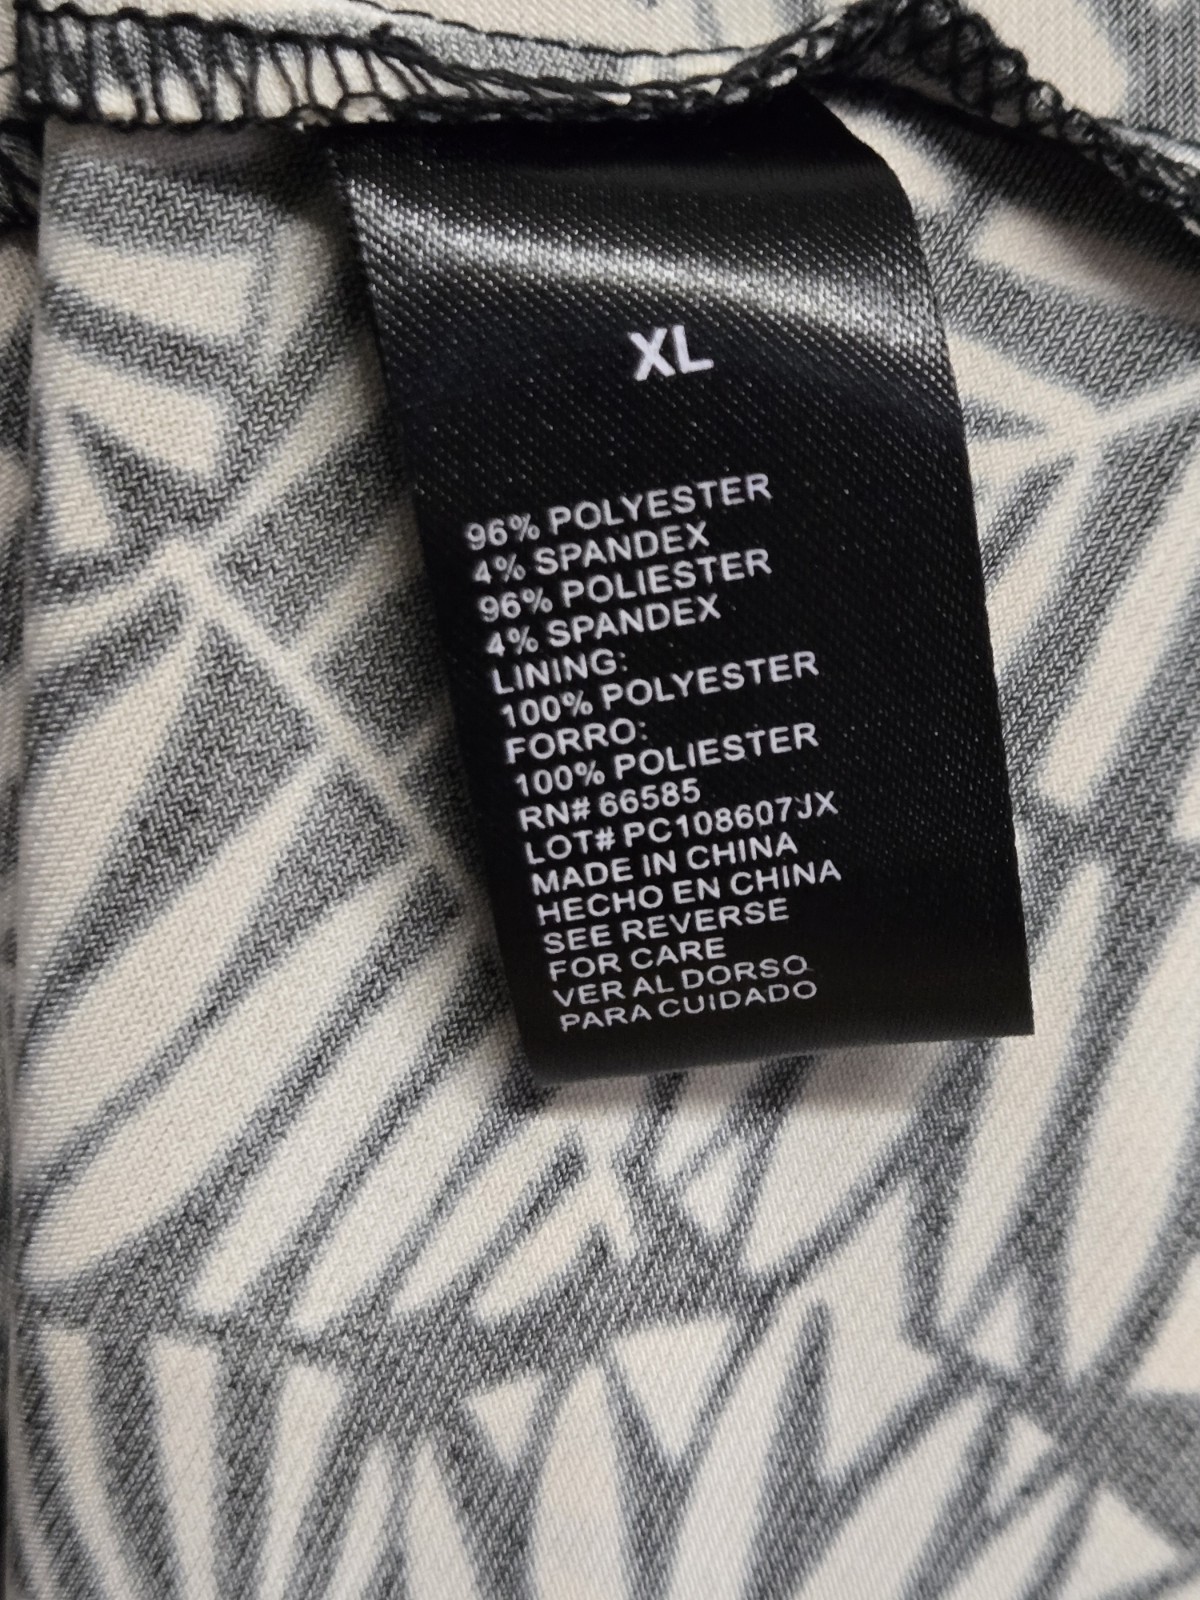 XL
96% POLYESTER
4% SPANDEX
96% POLIESTER
4% SPANDEX
LINING:
100% POLYESTER
FORRO:
100% POLIESTER
RN# 66585
LOT# PC108607JX
MADE IN CHINA
HECHO EN CHINA
SEE REVERSE
FOR CARE
VER AL DORSO
PARA CUIDADO